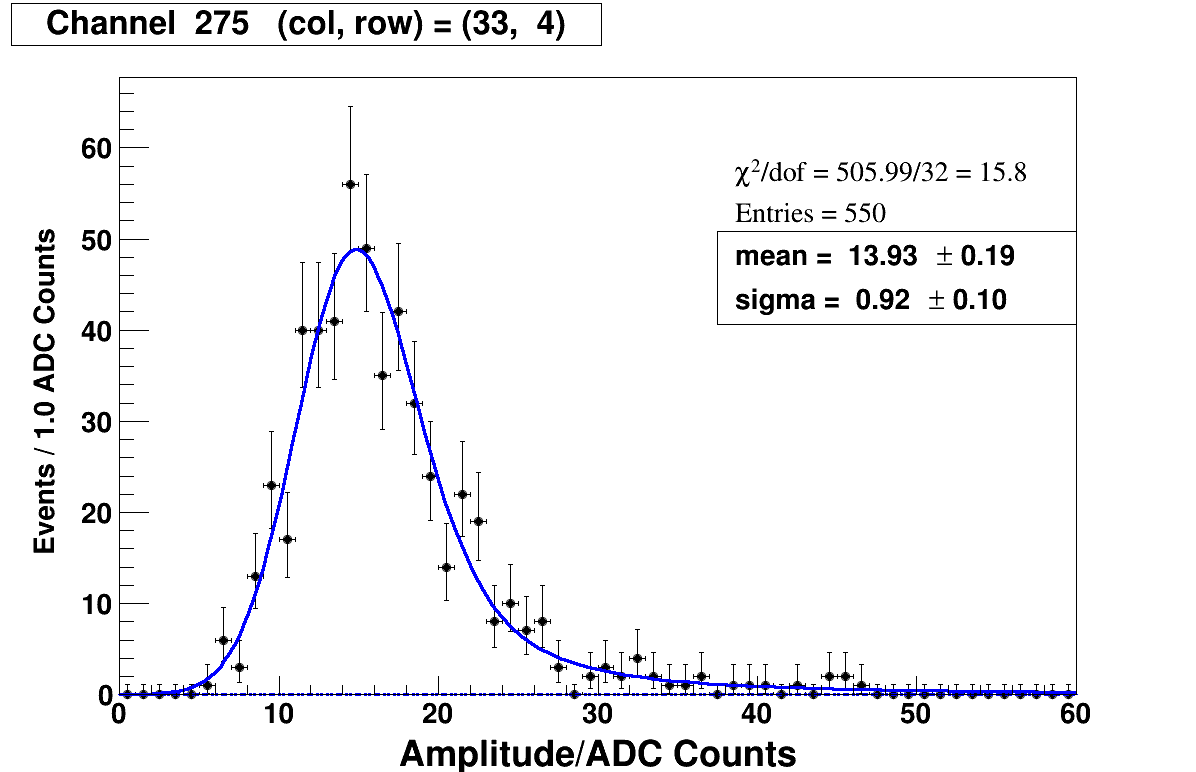 Channel 275 (col, row) = (33, 4)
χ²/dof = 505.99/32 = 15.8
Entries = 550
mean = 13.93 ± 0.19
sigma = 0.92 ± 0.10
Events / 1.0 ADC Counts
60
50
40
30
20
10
0
0 10 20 30 40 50 60
Amplitude/ADC Counts